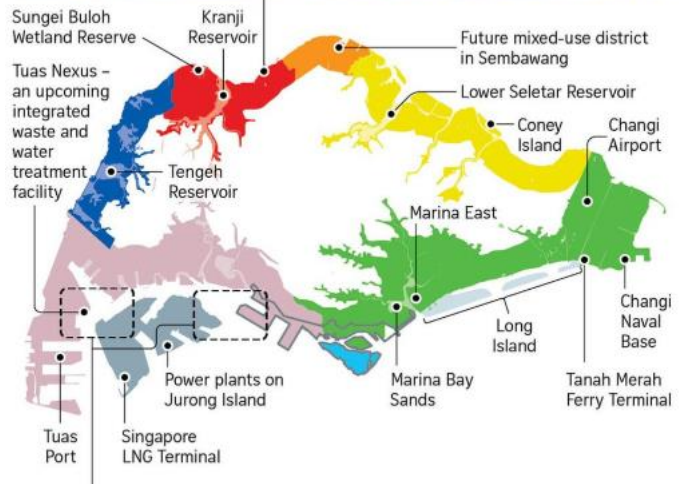 Sungei Buloh
Wetland Reserve
Kranji
Reservoir
Future mixed-use district
in Sembawang
Tuas Nexus –
an upcoming
integrated
waste and
water
treatment
facility
Lower Seletar Reservoir
Coney
Island
Changi
Airport
Tengeh
Reservoir
Marina East
Long
Island
Changi
Naval
Base
Power plants on
Jurong Island
Marina Bay
Sands
Tanah Merah
Ferry Terminal
Tuas
Port
Singapore
LNG Terminal